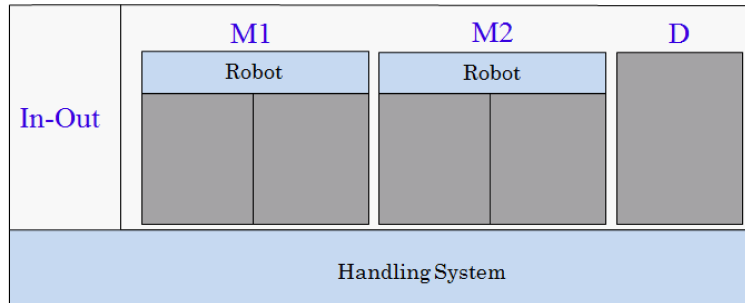 M1
M2
D
Robot
Robot
In-Out
Handling System